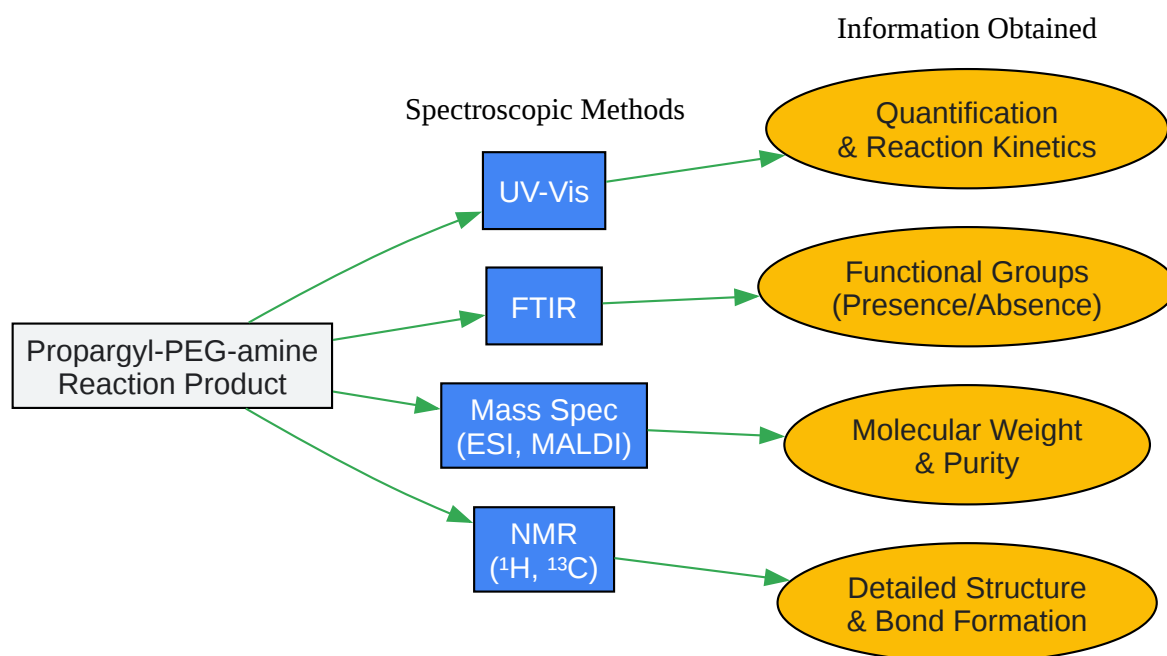 Information Obtained
Spectroscopic Methods
Quantification
& Reaction Kinetics
UV-Vis
Functional Groups
(Presence/Absence)
FTIR
Propargyl-PEG-amine
Reaction Product
Mass Spec
(ESI, MALDI)
Molecular Weight
& Purity
NMR
(¹H, ¹³C)
Detailed Structure
& Bond Formation